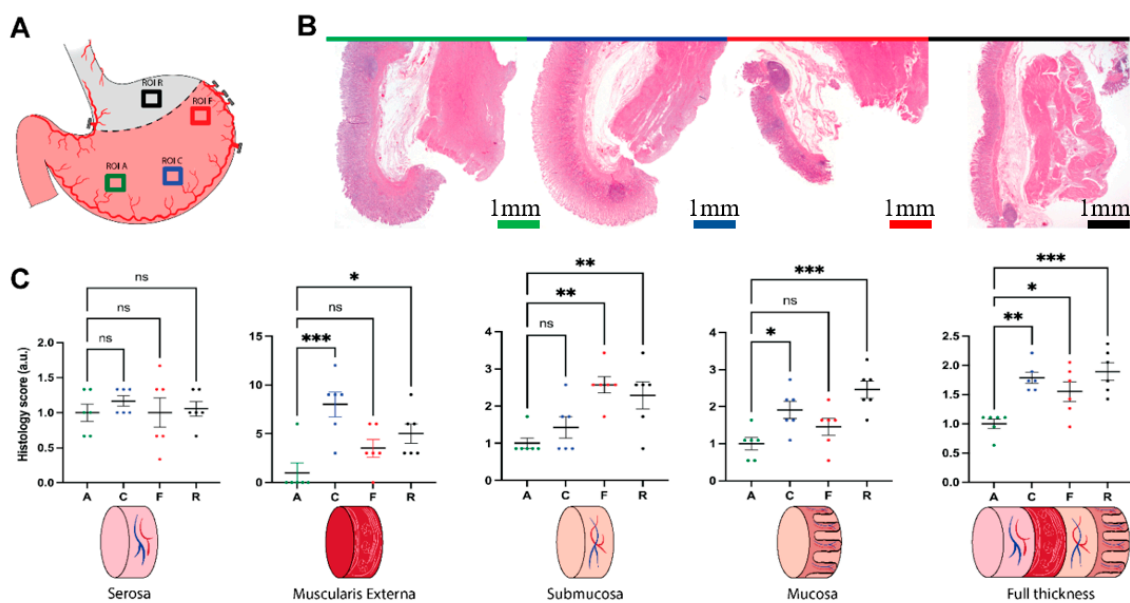 A
ROI R
ROI F
ROI A
ROI C
B
1mm
1mm
1mm
1mm
C
Histology score (a.u.)
ns
ns
ns
2.0
1.5
1.0
0.5
0.0
A C F R
Serosa
*
ns
***
15
10
5
0
A C F R
Muscularis Externa
**
**
ns
4
3
2
1
0
A C F R
Submucosa
***
ns
*
4
3
2
1
0
A C F R
Mucosa
***
*
**
2.5
2.0
1.5
1.0
0.5
0.0
A C F R
Full thickness